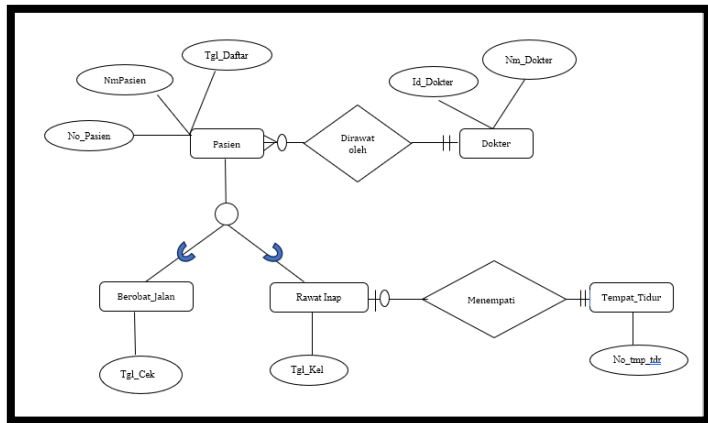 Tgl_Daftar
Nm_Dokter
NmPasien
Id_Dokter
No_Pasien
Pasien
Dirawat
oleh
Dokter
Berobat_Jalan
Rawat Inap
Menempati
Tempat_Tidur
Tgl_Cek
Tgl_Kel
No_tmp_tdr